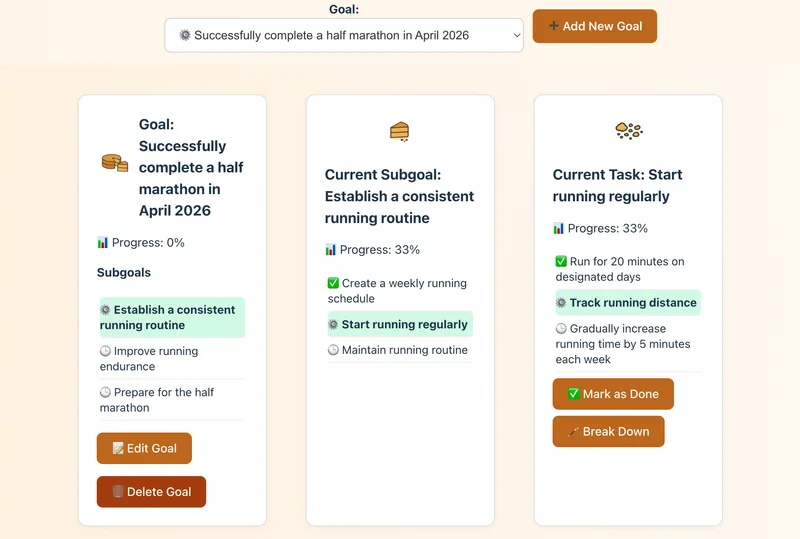 Goal:
Successfully complete a half marathon in April 2026
➕ Add New Goal
Goal:
Successfully
complete a half
marathon in
April 2026
📊 Progress: 0%
Subgoals
Establish a consistent
running routine
🕒 Improve running
endurance
🕒 Prepare for the half
marathon
📝 Edit Goal
🗑️ Delete Goal
Current Subgoal:
Establish a consistent
running routine
📊 Progress: 33%
✅ Create a weekly running
schedule
Start running regularly
🕒 Maintain running routine
Current Task: Start
running regularly
📊 Progress: 33%
✅ Run for 20 minutes on
designated days
Track running distance
🕒 Gradually increase
running time by 5 minutes
each week
✅ Mark as Done
Break Down